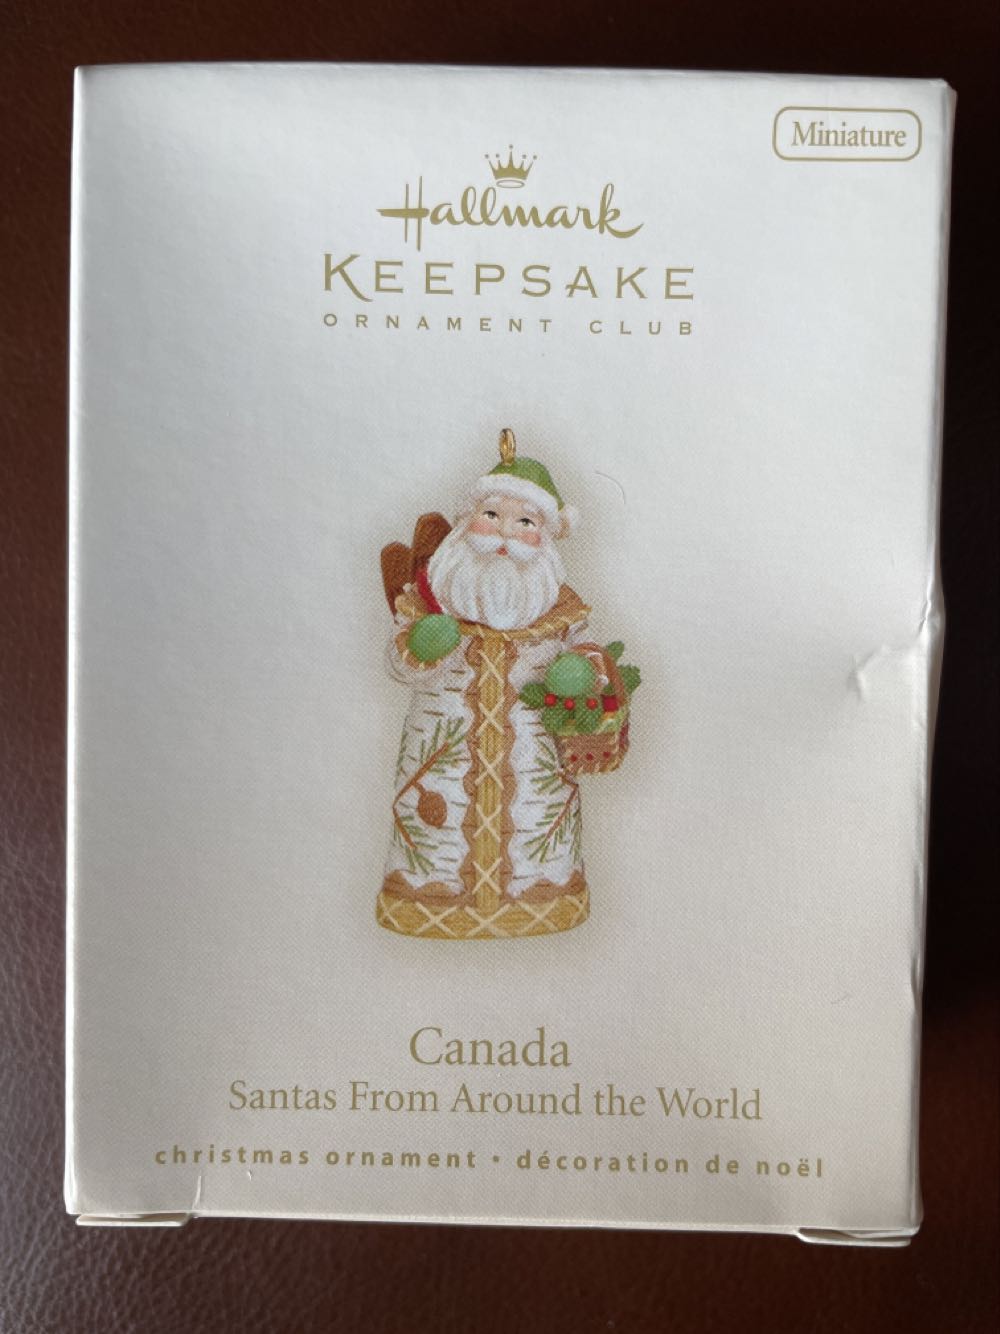 Miniature
Hallmark
KEEPSAKE
ORNAMENT CLUB
Canada
Santas From Around the World
christmas ornament • décoration de noël